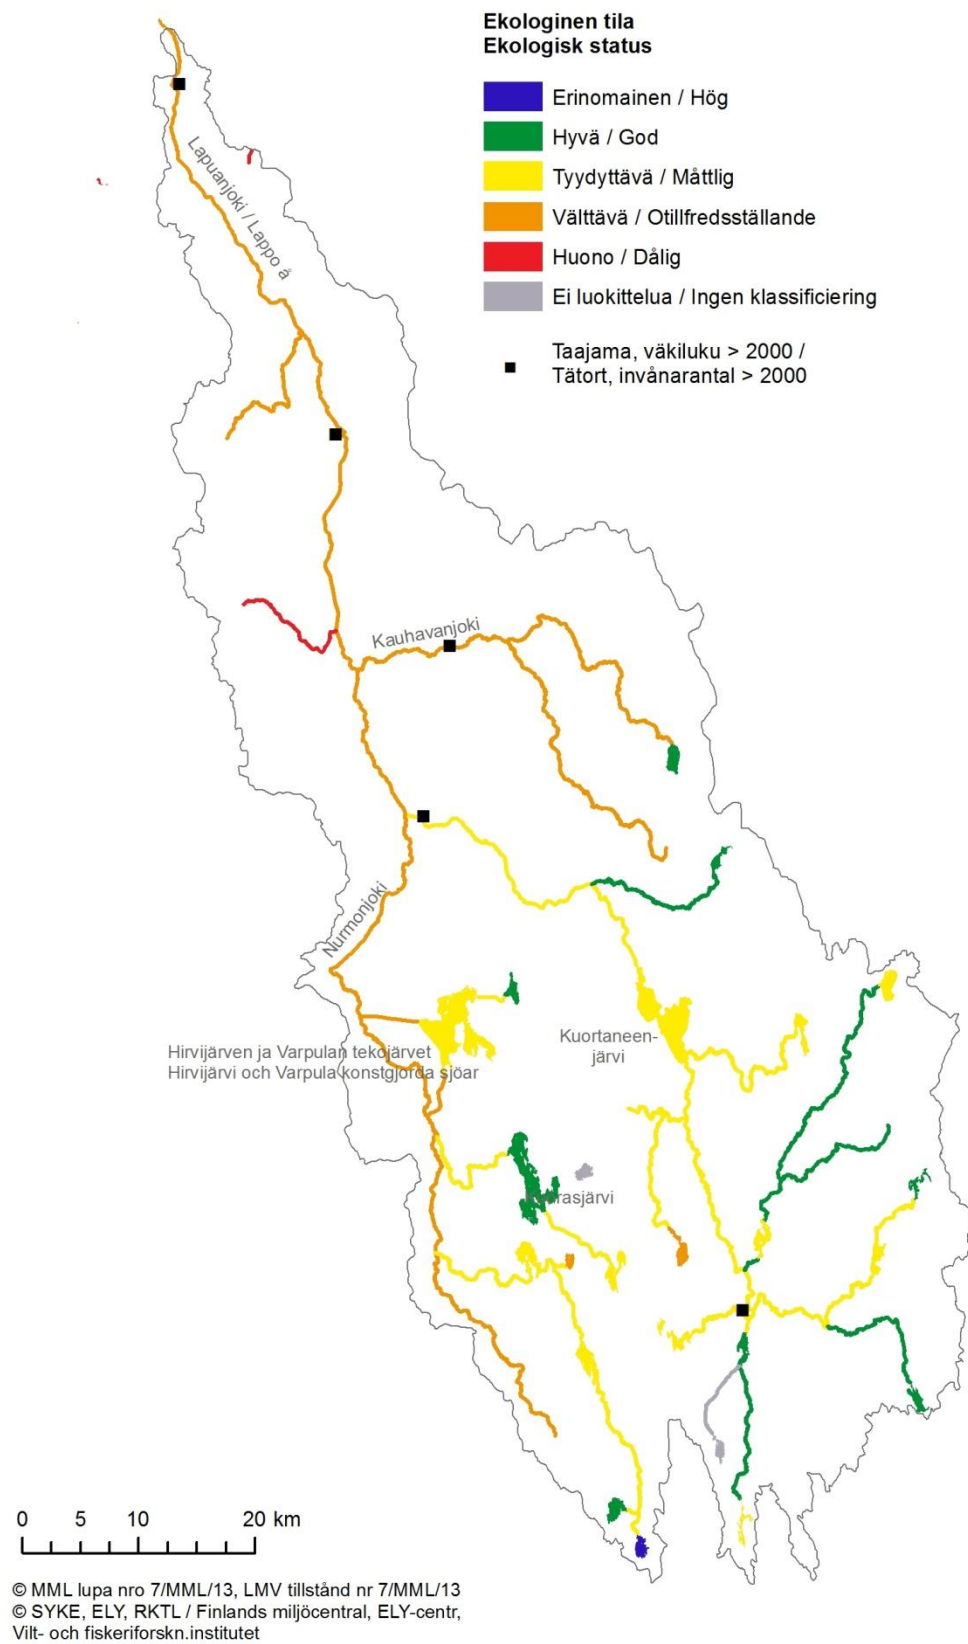 Ekologinen tila
Ekologisk status
Erinomainen / Hög
Hyvä / God
Tyydyttävä / Måttlig
Välttävä / Otillfredsställande
Huono / Dålig
Ei luokittelua / Ingen klassificiering
Taajama, väkiluku > 2000 /
Tätort, invånarantal > 2000
Lapuanjoki / Lappo å
Kauhavanjoki
Nurmonjoki
Kuortaneen-
järvi
Hirvijärven ja Varpulan tekojärvet
Hirvijärvi och Varpula konstgjorda sjöar
0 5 10 20 km
© MML lupa nro 7/MML/13, LMV tillstånd nr 7/MML/13
© SYKE, ELY, RKTL / Finlands miljöcentral, ELY-centr,
Vilt- och fiskeriforskn.institutet